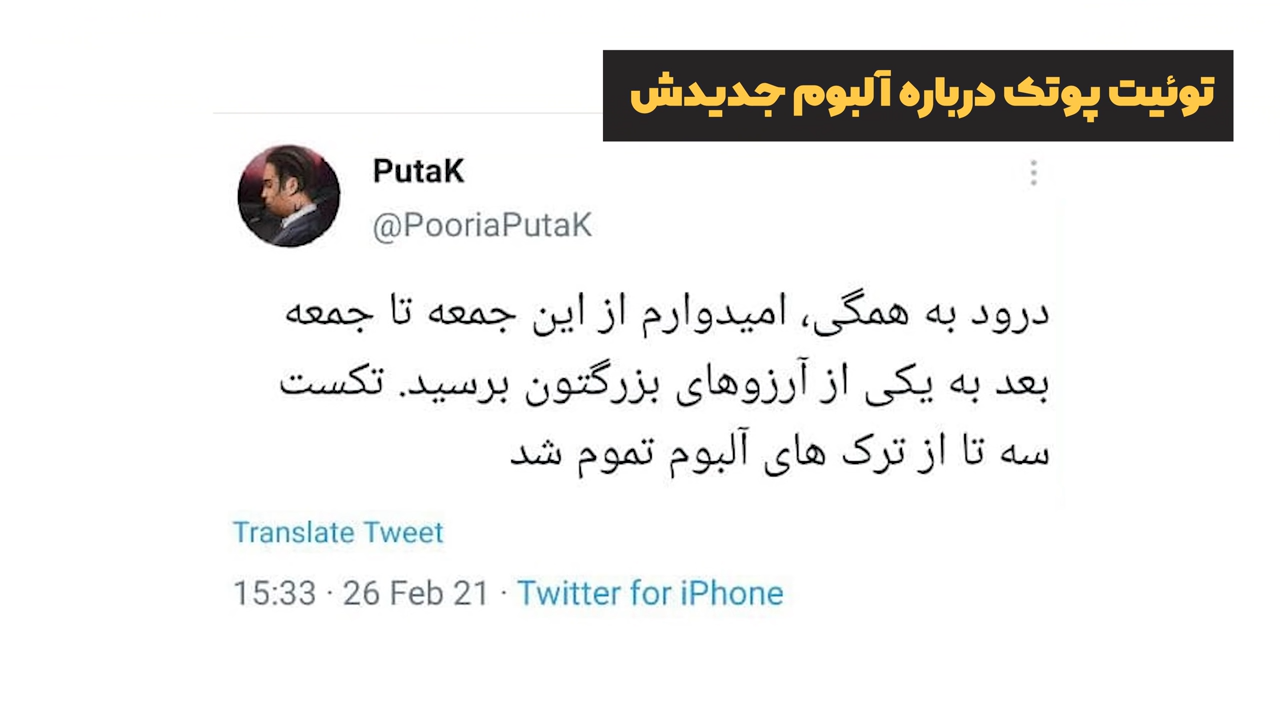 توئیت پوتک درباره آلبوم جدیدش
PutaK
@PooriaPutaK
درود به همگی، امیدوارم از این جمعه تا جمعه
بعد به یکی از آرزوهای بزرگتون برسید. تکست
سه تا از ترک های آلبوم تموم شد
Translate Tweet
15:33 · 26 Feb 21 · Twitter for iPhone